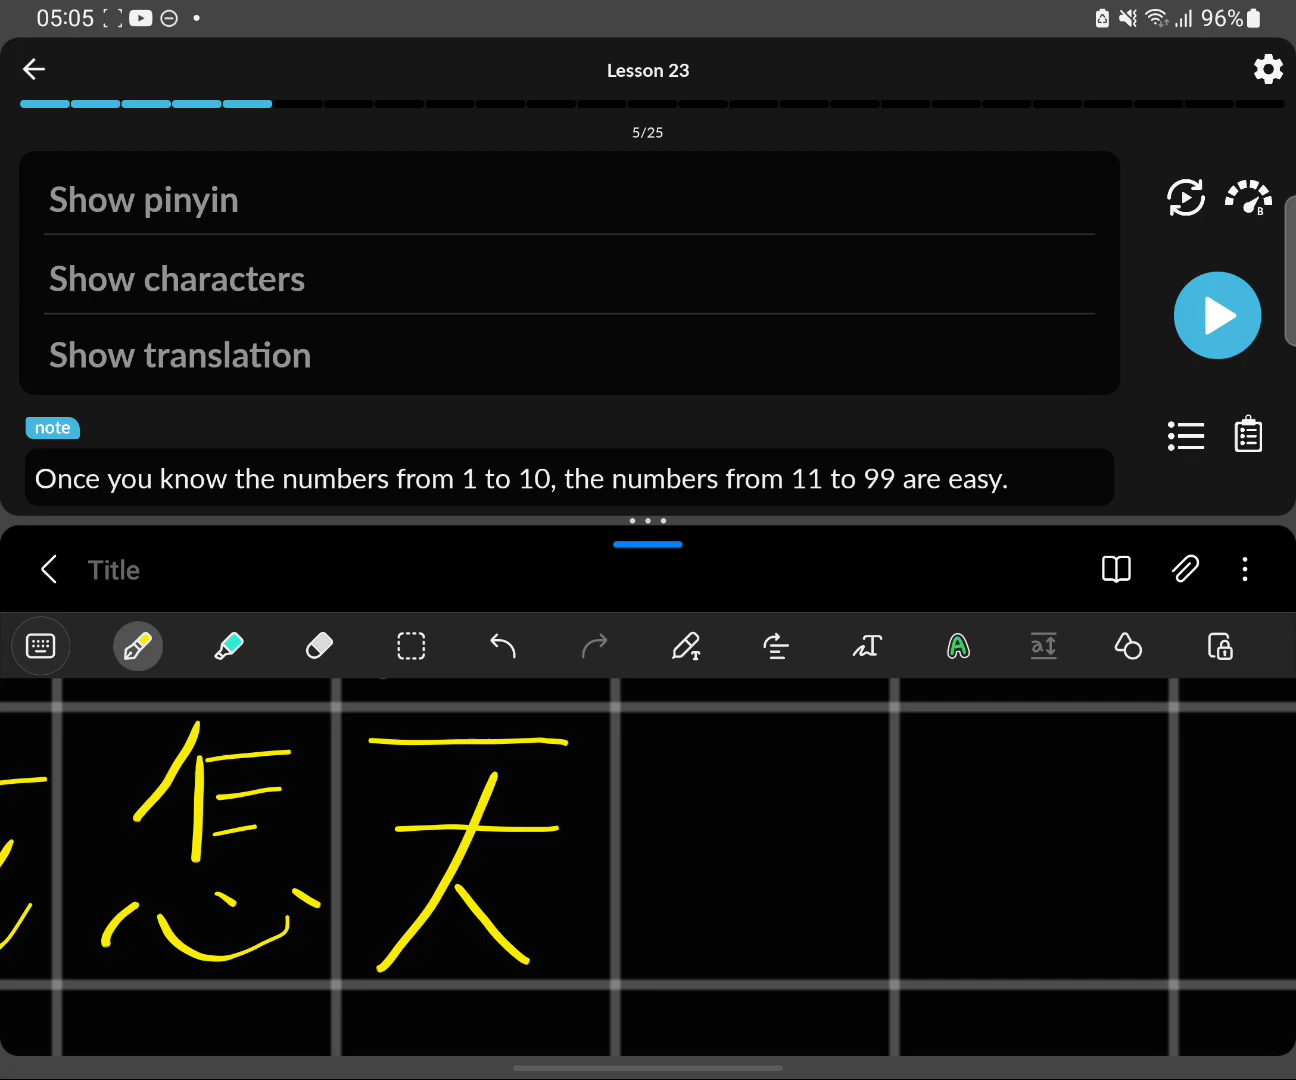 05:05
96%
Lesson 23
5/25
Show pinyin
Show characters
Show translation
B
note
Once you know the numbers from 1 to 10, the numbers from 11 to 99 are easy.
Title
怎 天